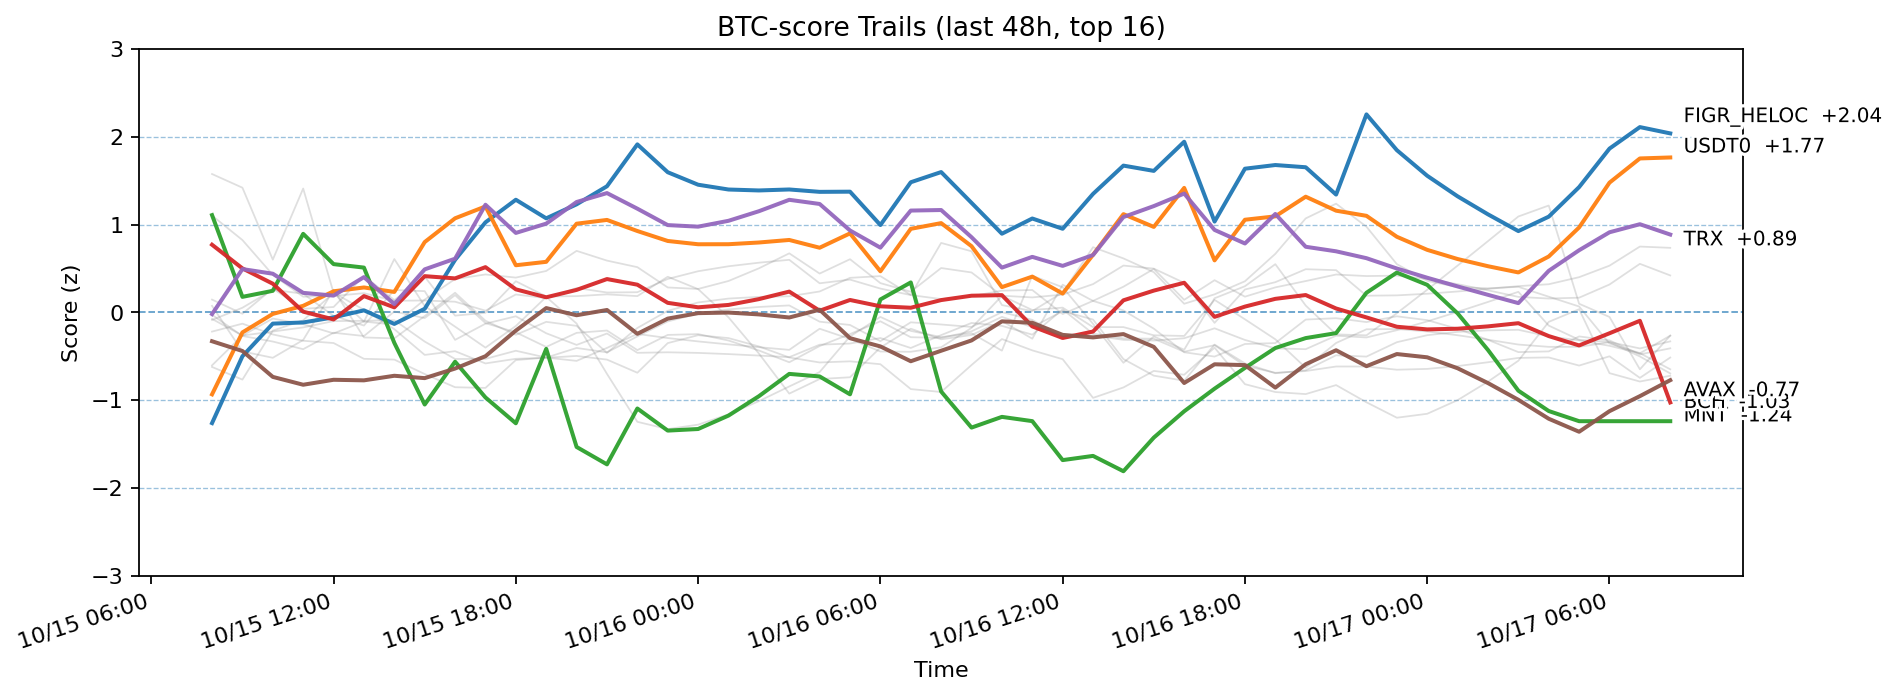 BTC-score Trails (last 48h, top 16)
Score (z)
3
2
1
0
−1
−2
−3
FIGR_HELOC +2.04
USDT0 +1.77
TRX +0.89
AVAX -0.77
BCH -1.03
MNT -1.24
10/15 06:00
10/15 12:00
10/15 18:00
10/16 00:00
10/16 06:00
10/16 12:00
10/16 18:00
10/17 00:00
10/17 06:00
Time